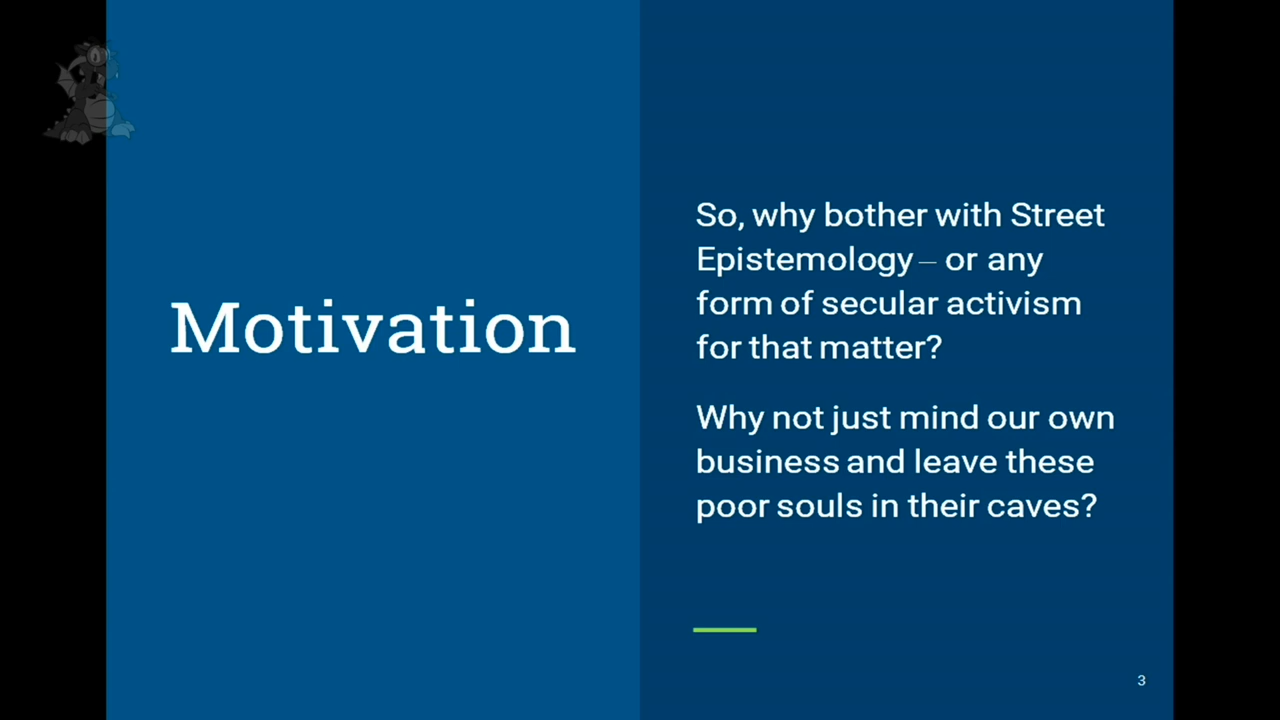 Motivation
So, why bother with Street
Epistemology – or any
form of secular activism
for that matter?
Why not just mind our own
business and leave these
poor souls in their caves?
3